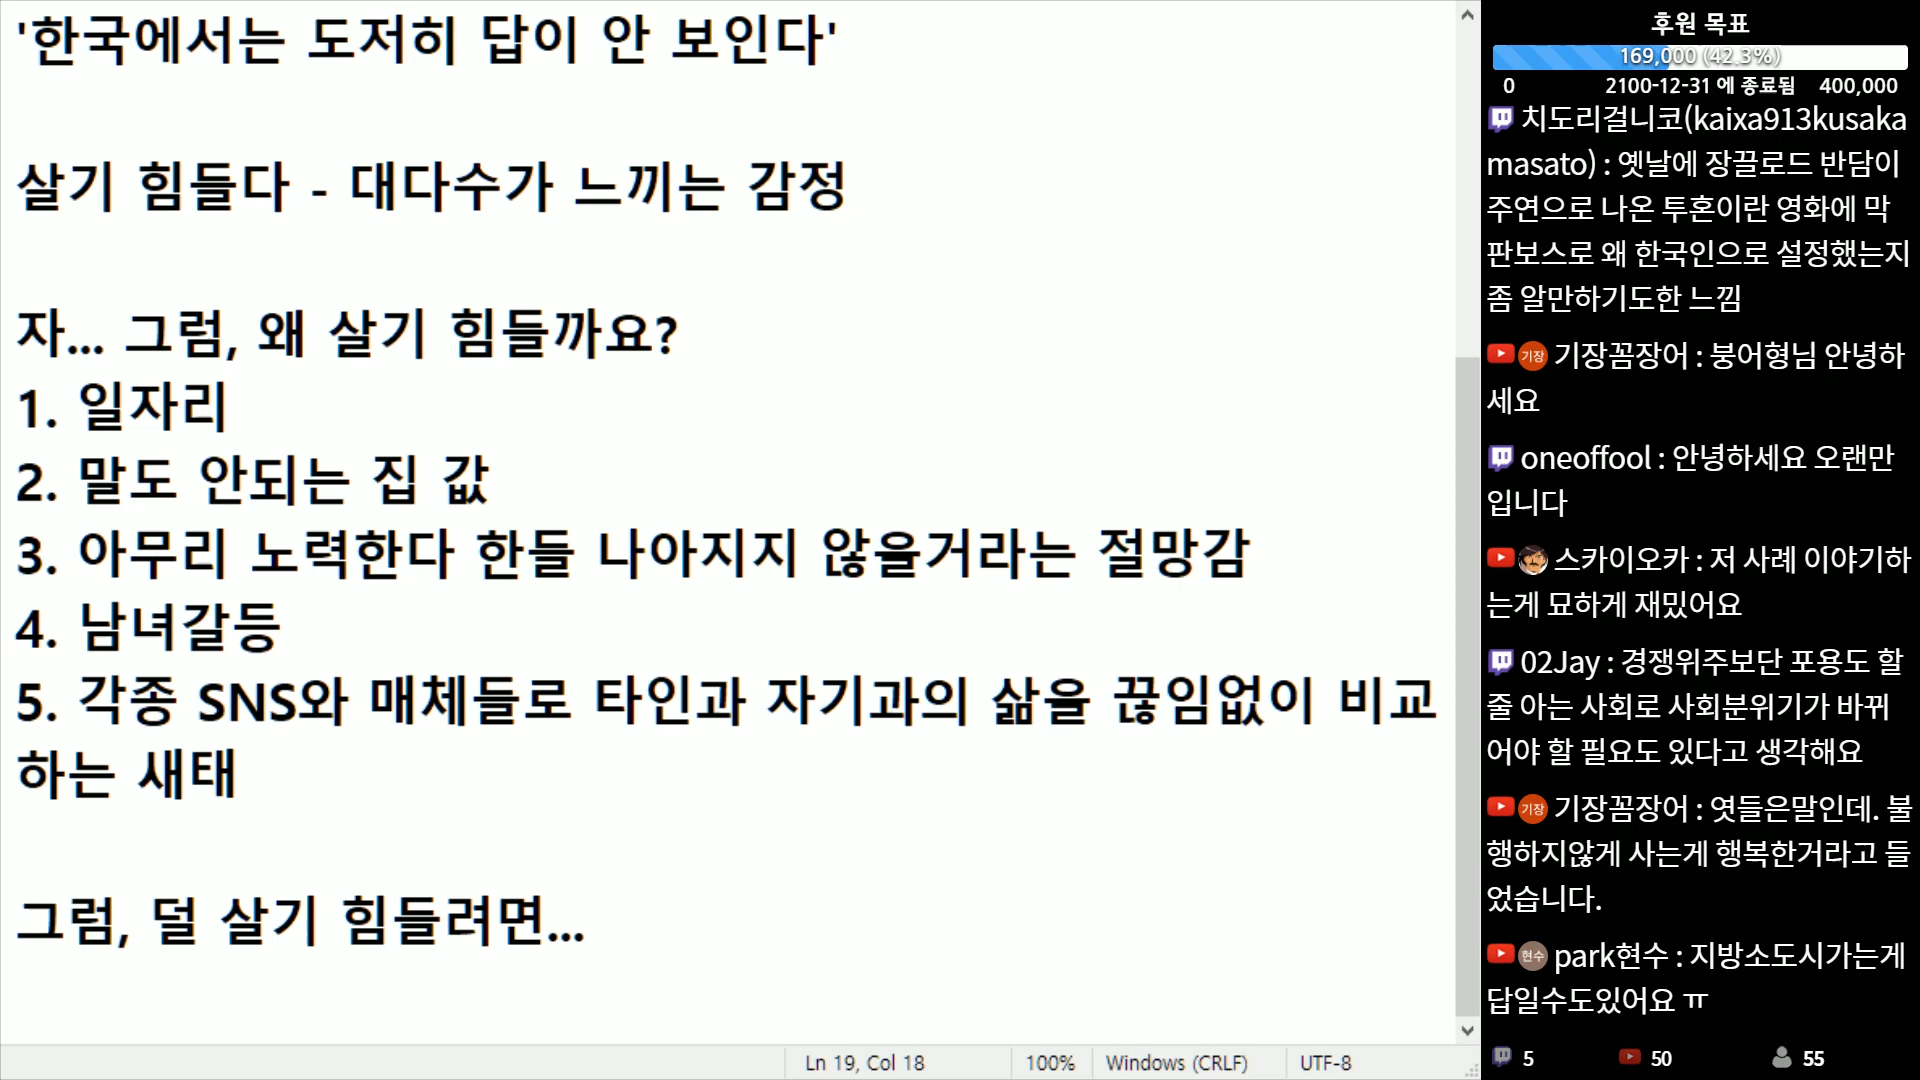 '한국에서는 도저히 답이 안 보인다'
살기 힘들다 - 대다수가 느끼는 감정
자... 그럼, 왜 살기 힘들까요?
1. 일자리
2. 말도 안되는 집 값
3. 아무리 노력한다 한들 나아지지 않을거라는 절망감
4. 남녀갈등
5. 각종 SNS와 매체들로 타인과 자기과의 삶을 끊임없이 비교
하는 새태
그럼, 덜 살기 힘들려면...
Ln 19, Col 18
100%
Windows (CRLF)
UTF-8
후원 목표
169,000 (42.3%)
0 2100-12-31 에 종료됨 400,000
치도리걸니코(kaixa913kusaka
masato) : 옛날에 장끌로드 반담이
주연으로 나온 투혼이란 영화에 막
판보스로 왜 한국인으로 설정했는지
좀 알만하기도한 느낌
기장 기장꼼장어 : 붕어형님 안녕하
세요
oneoffool : 안녕하세요 오랜만
입니다
스카이오카 : 저 사례 이야기하
는게 묘하게 재밌어요
02Jay : 경쟁위주보단 포용도 할
줄 아는 사회로 사회분위기가 바뀌
어야 할 필요도 있다고 생각해요
기장 기장꼼장어 : 엿들은말인데. 불
행하지않게 사는게 행복한거라고 들
었습니다.
현수 park현수 : 지방소도시가는게
답일수도있어요 ㅠ
5 50 55